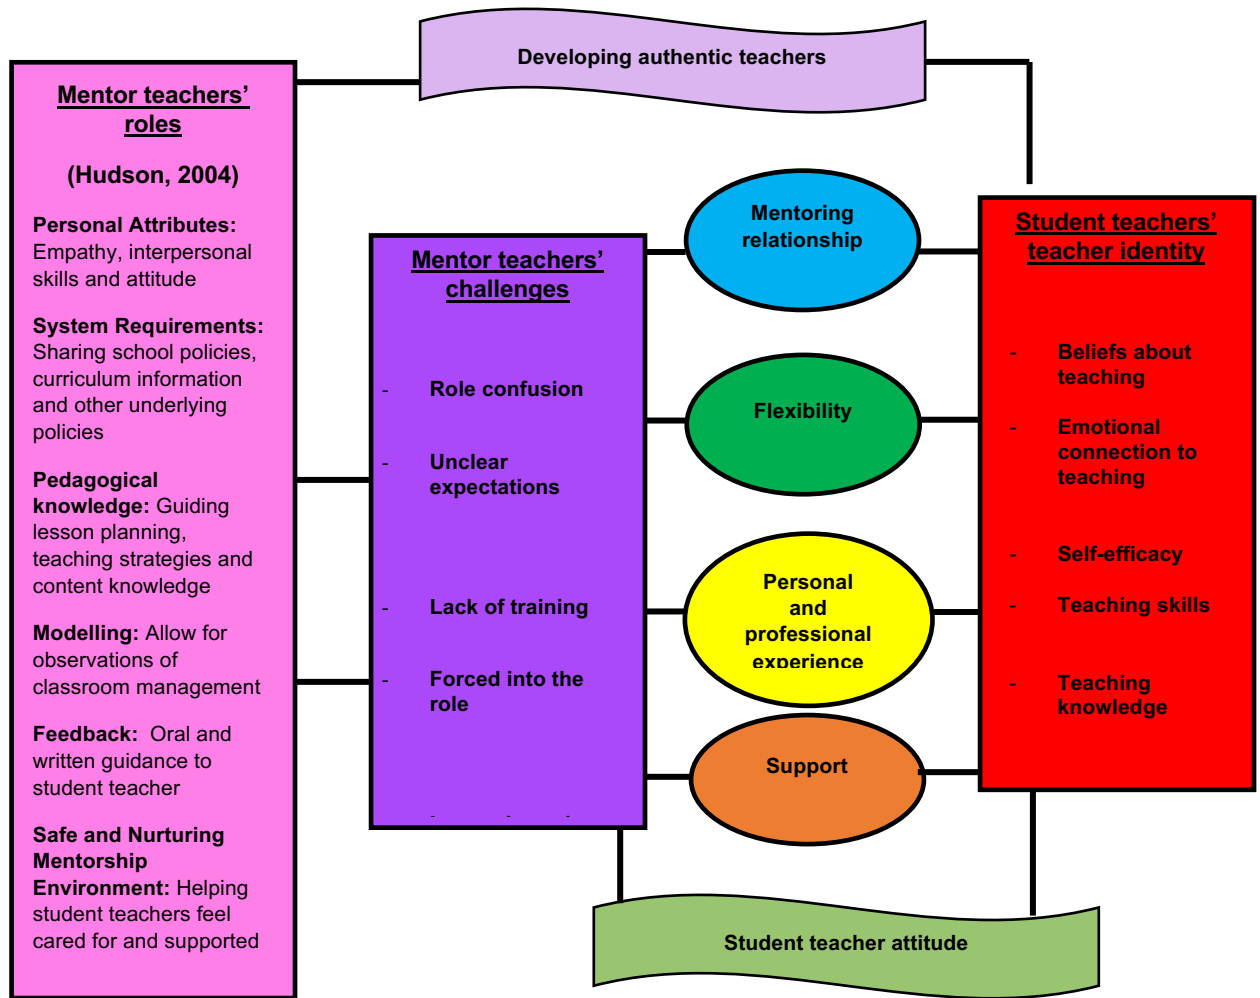 Developing authentic teachers
Mentor teachers’
roles
(Hudson, 2004)
Personal Attributes:
Empathy, interpersonal
skills and attitude
System Requirements:
Sharing school policies,
curriculum information
and other underlying
policies
Pedagogical
knowledge: Guiding
lesson planning,
teaching strategies and
content knowledge
Modelling: Allow for
observations of
classroom management
Feedback:  Oral and
written guidance to
student teacher
Safe and Nurturing
Mentorship
Environment: Helping
student teachers feel
cared for and supported
Mentor teachers’
challenges
- Role confusion
- Unclear
expectations
- Lack of training
- Forced into the
role
- - -
Mentoring
relationship
Flexibility
Personal
and
professional
experience
Support
Student teachers’
teacher identity
- Beliefs about
teaching
- Emotional
connection to
teaching
- Self-efficacy
- Teaching skills
- Teaching
knowledge
Student teacher attitude